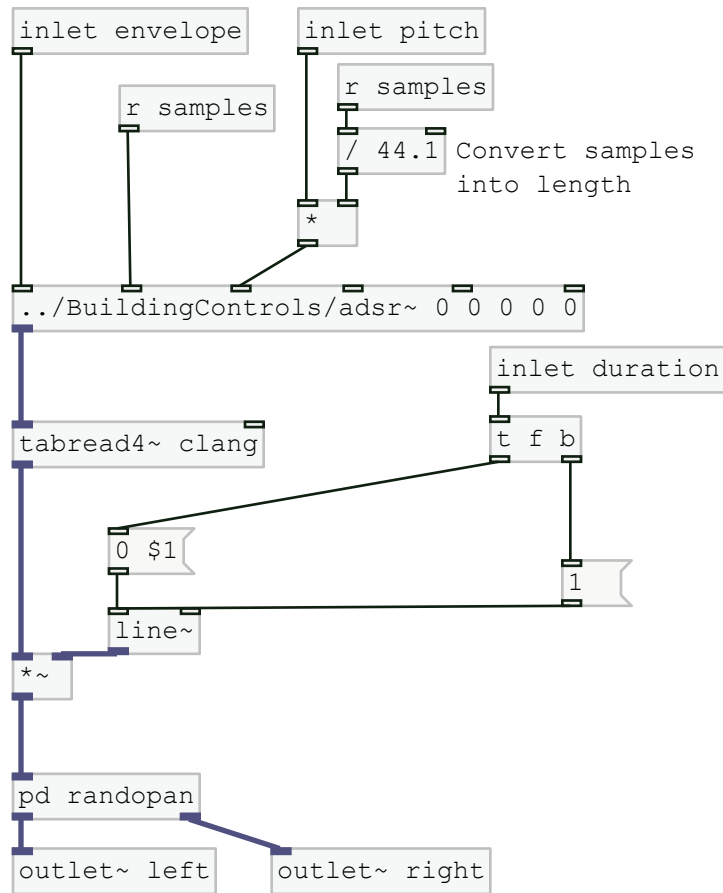 inlet envelope
inlet pitch
r samples
r samples
/ 44.1
Convert samples
into length
*
../BuildingControls/adsr~ 0 0 0 0 0
inlet duration
tabread4~ clang
t f b
0 $1
1
line~
*~
pd randopan
outlet~ left
outlet~ right